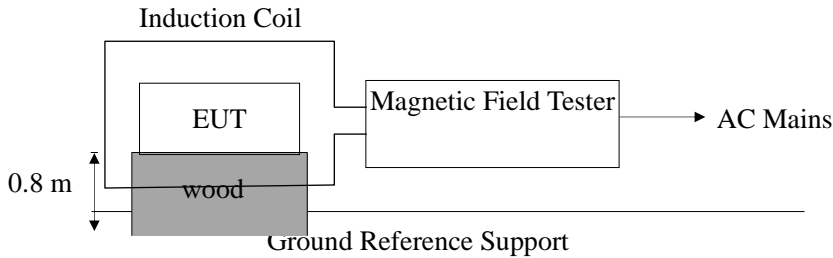 Induction Coil
EUT
Magnetic Field Tester
AC Mains
0.8 m
wood
Ground Reference Support